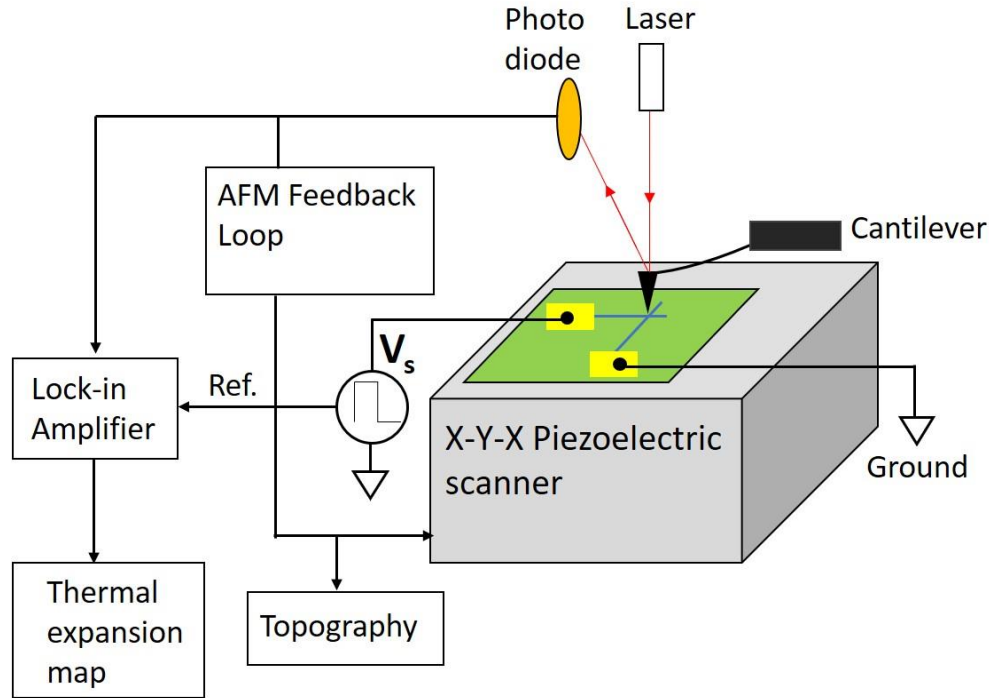 Photo
diode
Laser
AFM Feedback
Loop
Cantilever
Vs
Lock-in
Amplifier
Ref.
X-Y-X Piezoelectric
scanner
Ground
Thermal
expansion
map
Topography